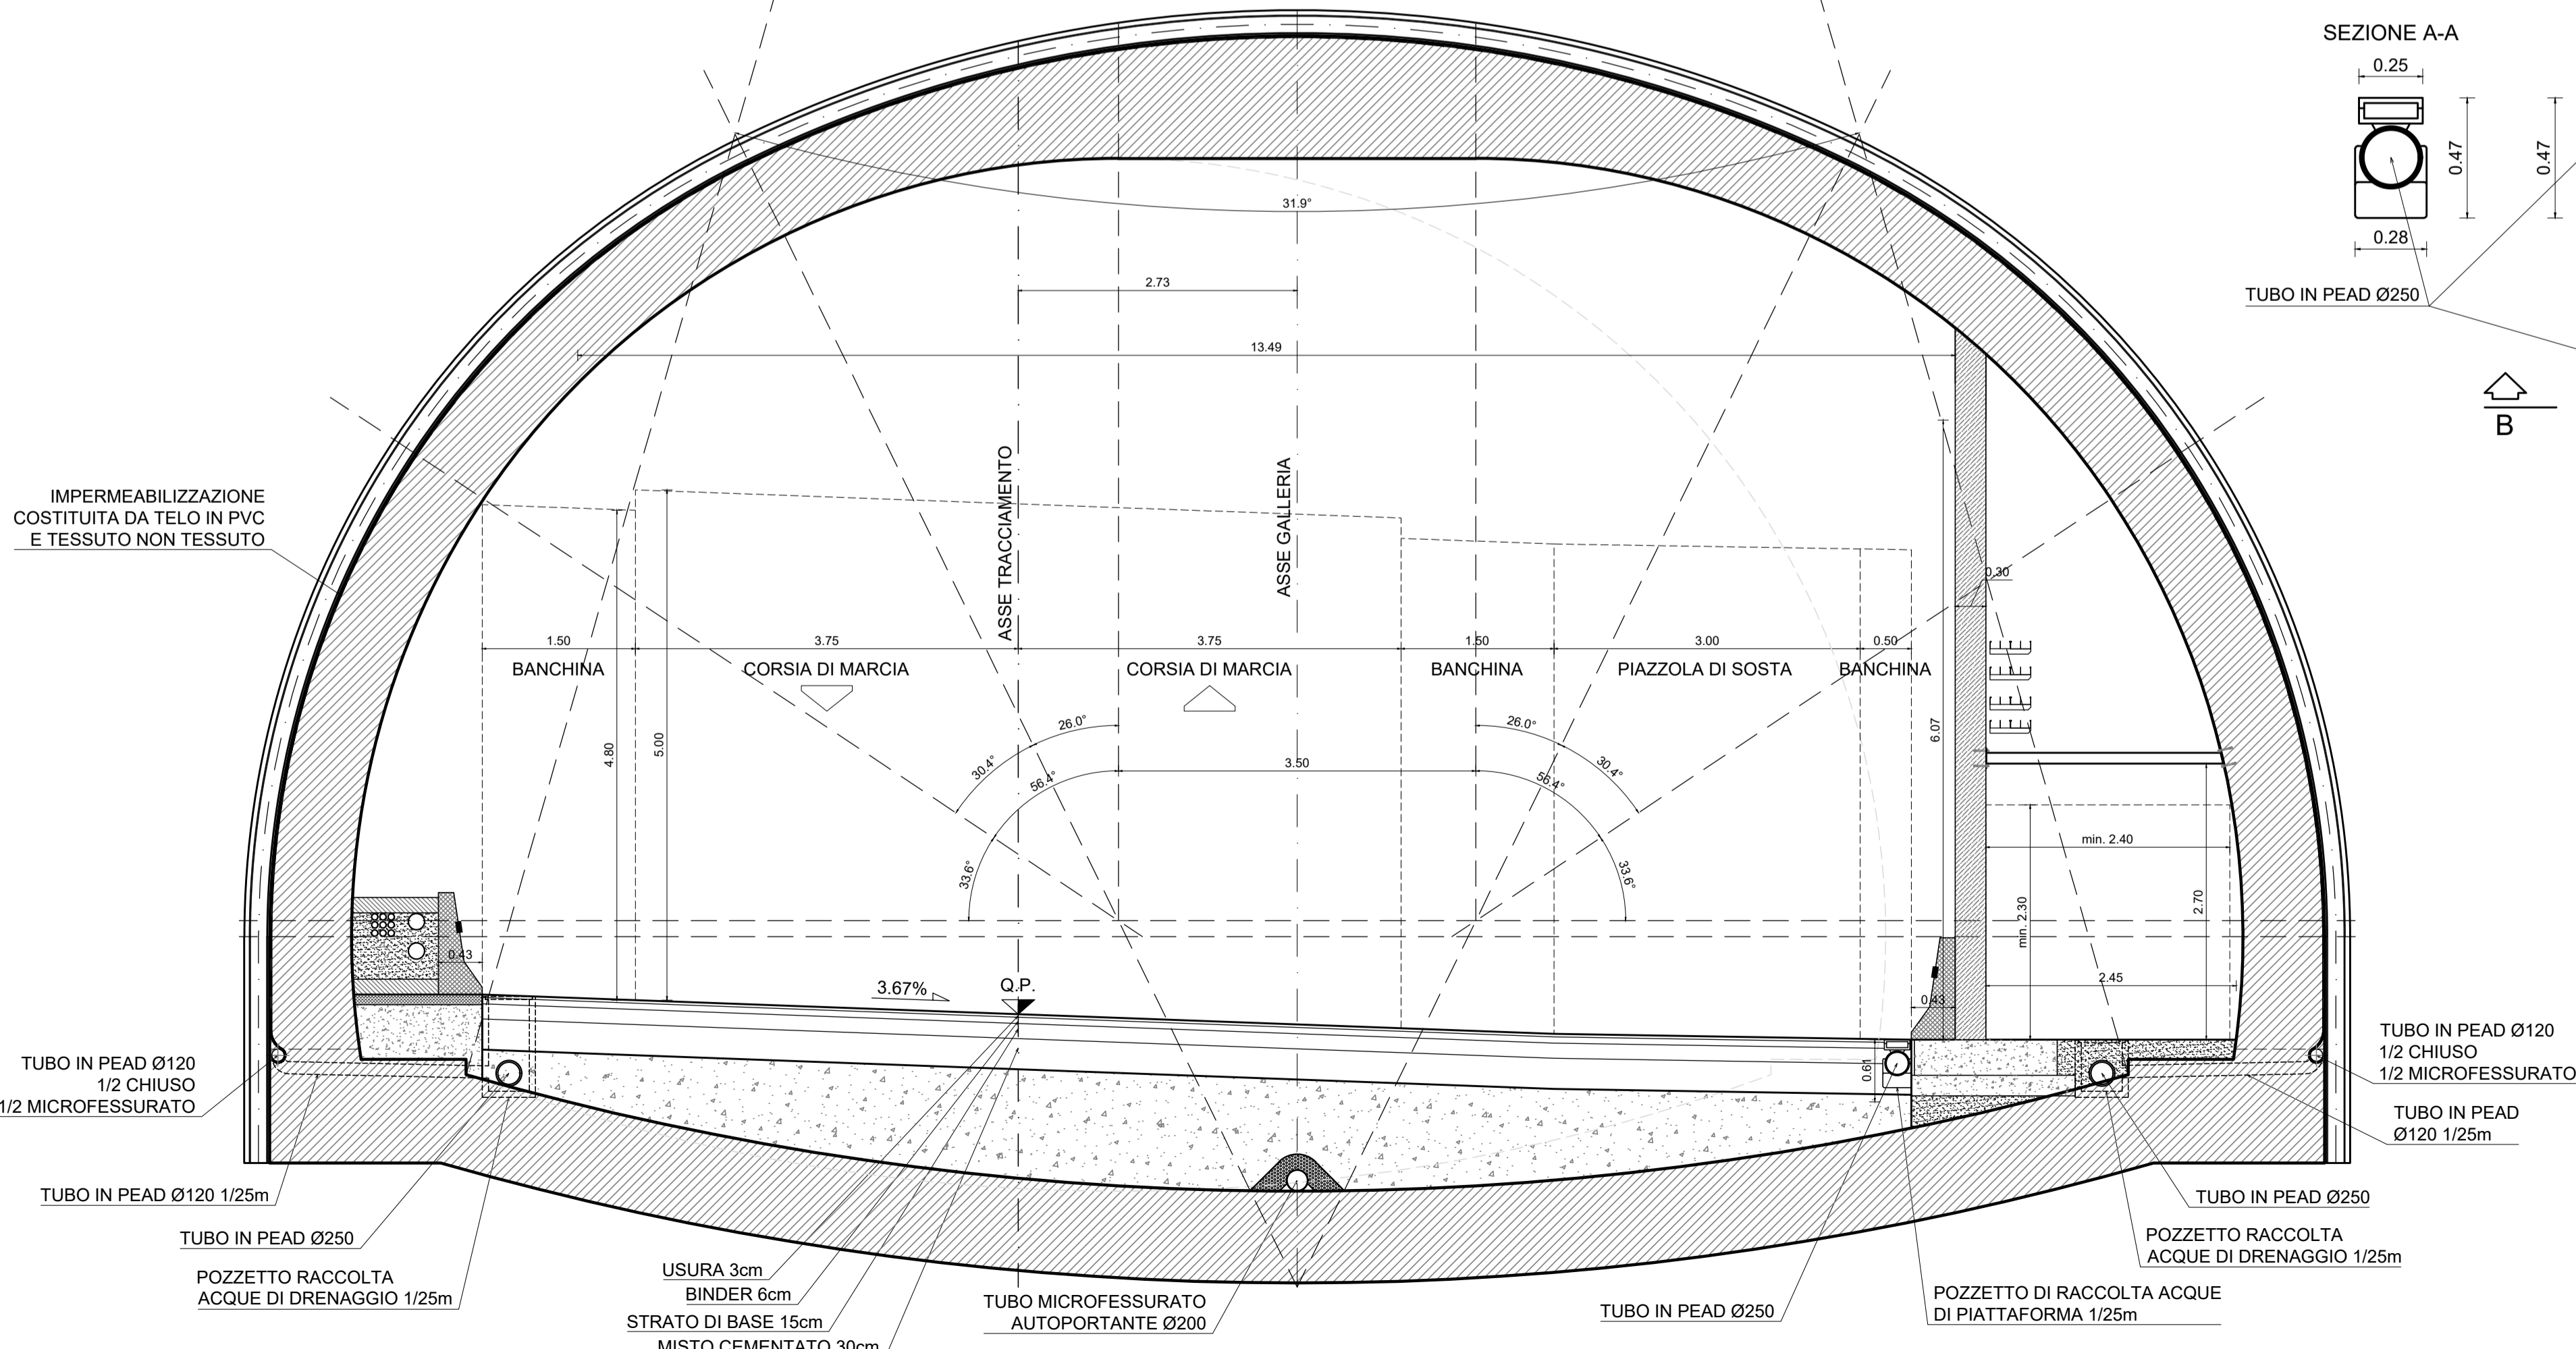 SEZIONE A-A
0.25
0.47
0.47
0.28
TUBO IN PEAD Ø250
B
31.9°
2.73
13.49
IMPERMEABILIZZAZIONE
COSTITUITA DA TELO IN PVC
E TESSUTO NON TESSUTO
ASSE TRACCIAMENTO
ASSE GALLERIA
0.30
1.50
3.75
3.75
1.50
3.00
0.50
BANCHINA
CORSIA DI MARCIA
CORSIA DI MARCIA
BANCHINA
PIAZZOLA DI SOSTA
BANCHINA
4.80
5.00
6.07
26.0°
26.0°
30.4°
30.4°
56.4°
56.4°
3.50
33.6°
33.6°
min. 2.40
min. 2.30
2.70
2.45
0.43
0.43
3.67%
Q.P.
0.61
TUBO IN PEAD Ø120
1/2 CHIUSO
1/2 MICROFESSURATO
TUBO IN PEAD Ø120
1/2 CHIUSO
1/2 MICROFESSURATO
TUBO IN PEAD
Ø120 1/25m
TUBO IN PEAD Ø120 1/25m
TUBO IN PEAD Ø250
TUBO IN PEAD Ø250
POZZETTO RACCOLTA
ACQUE DI DRENAGGIO 1/25m
POZZETTO RACCOLTA
ACQUE DI DRENAGGIO 1/25m
USURA 3cm
BINDER 6cm
STRATO DI BASE 15cm
MISTO CEMENTATO 30cm
TUBO MICROFESSURATO
AUTOPORTANTE Ø200
TUBO IN PEAD Ø250
POZZETTO DI RACCOLTA ACQUE
DI PIATTAFORMA 1/25m